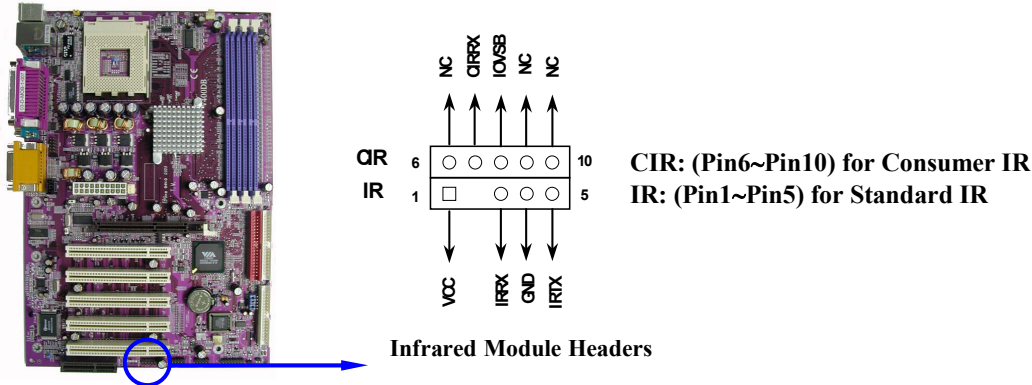 NC
CIRRX
IOVSB
NC
NC
CIR 6 10
IR 1 5
VCC
IRRX
GND
IRTX
CIR: (Pin6~Pin10) for Consumer IR
IR: (Pin1~Pin5) for Standard IR
Infrared Module Headers
VIA